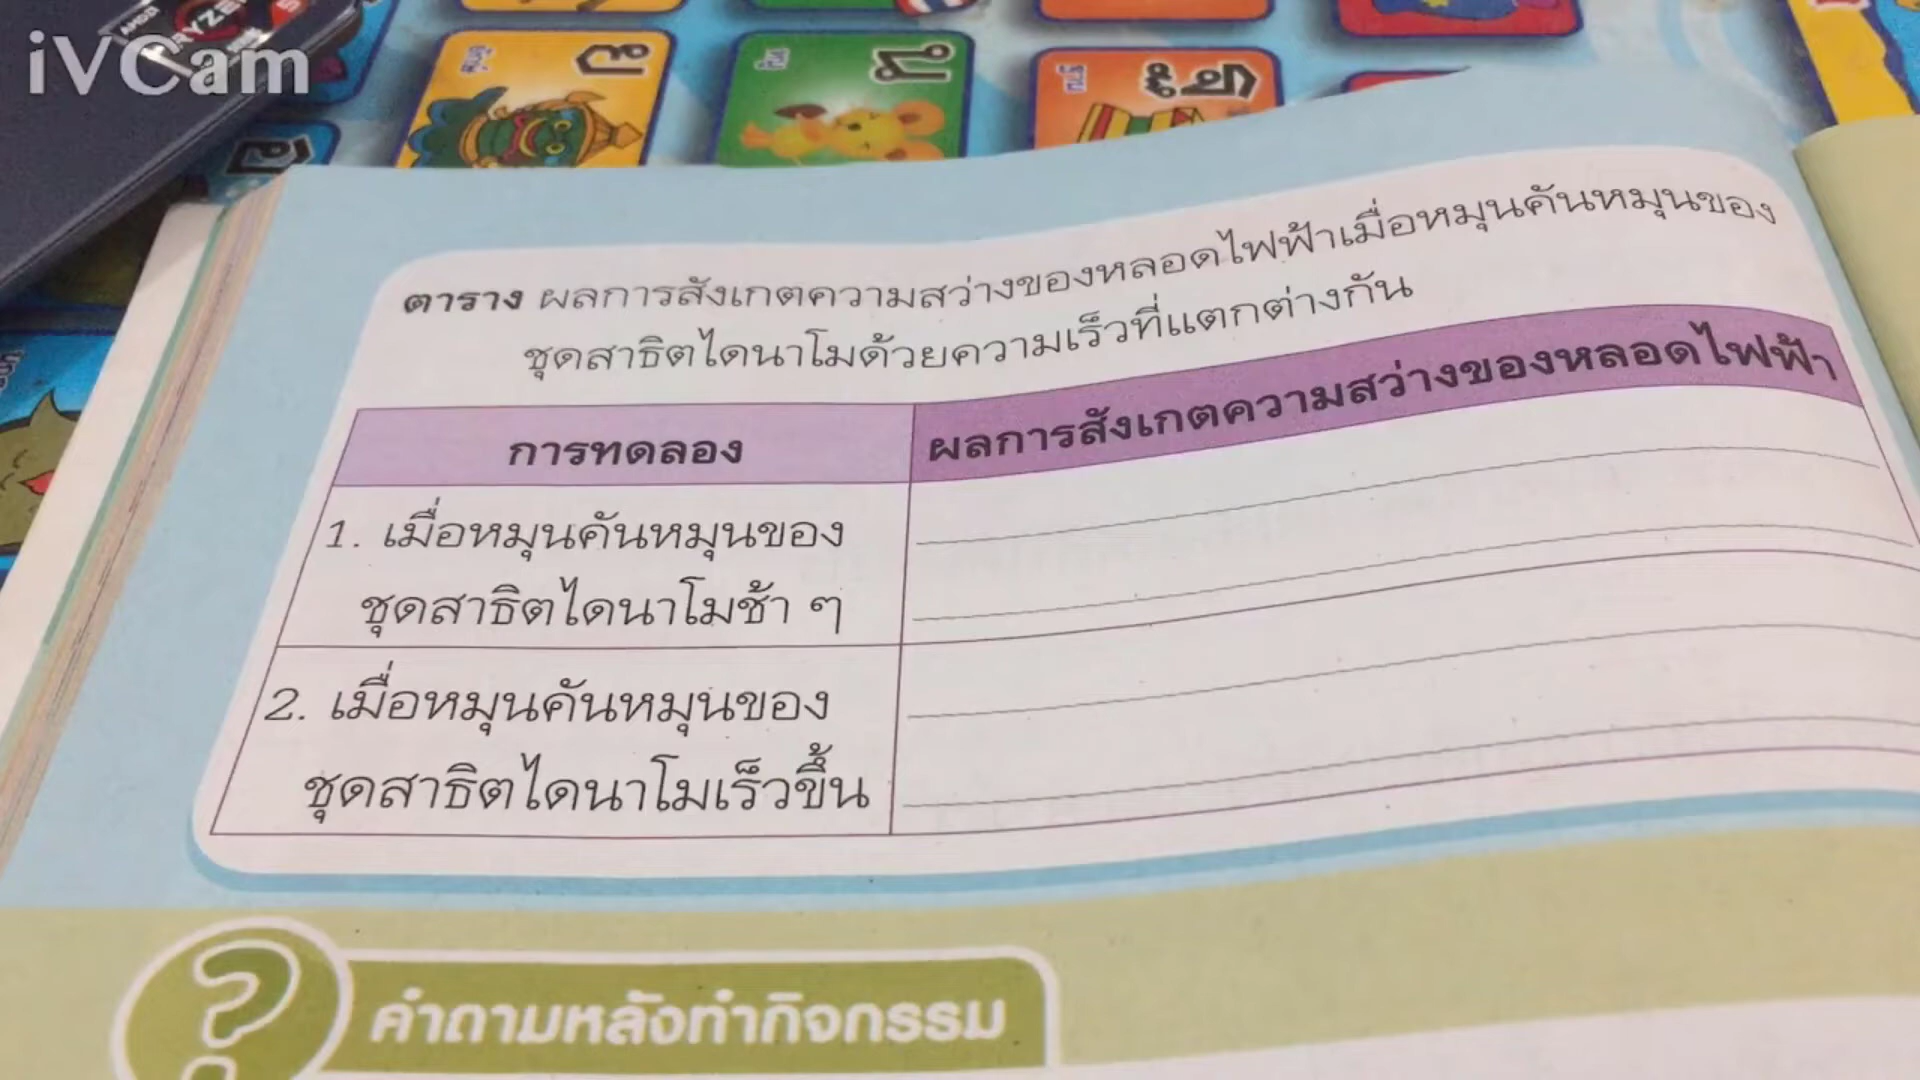 iVCam
AMD
RYZEN
ย
น
ฐ
ฐาน
ตาราง ผลการสังเกตความสว่างของหลอดไฟฟ้าเมื่อหมุนคันหมุนของ
ชุดสาธิตไดนาโมด้วยความเร็วที่แตกต่างกัน
การทดลอง
ผลการสังเกตความสว่างของหลอดไฟฟ้า
1. เมื่อหมุนคันหมุนของ
ชุดสาธิตไดนาโมช้า ๆ
2. เมื่อหมุนคันหมุนของ
ชุดสาธิตไดนาโมเร็วขึ้น
?
คำถามหลังทำกิจกรรม